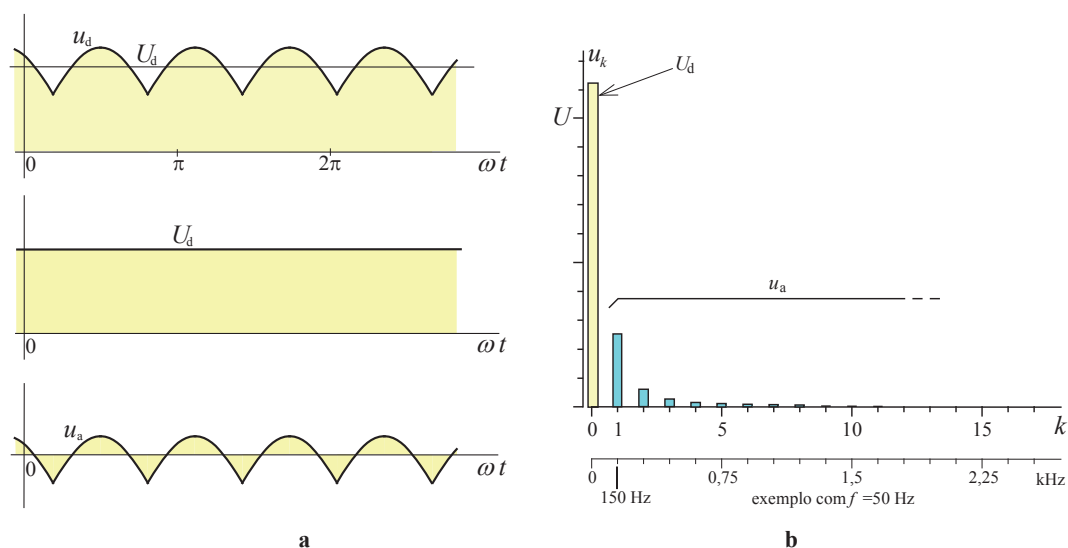 u_d
U_d
0 π 2π ωt
U_d
0 ωt
u_a
0 ωt
a
u_k
U_d
U
u_a
0 1 5 10 15 k
0 0,75 1,5 2,25 kHz
150 Hz exemplo com f =50 Hz
b